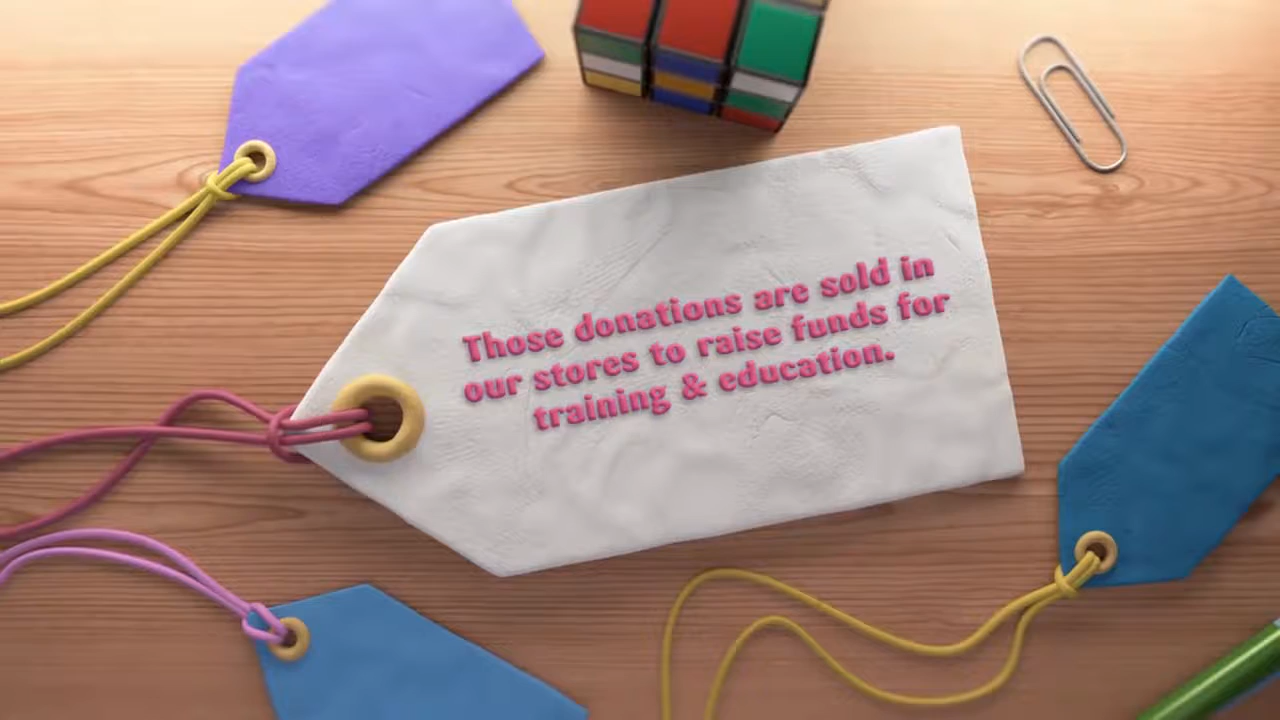 Those donations are sold in
our stores to raise funds for
training & education.